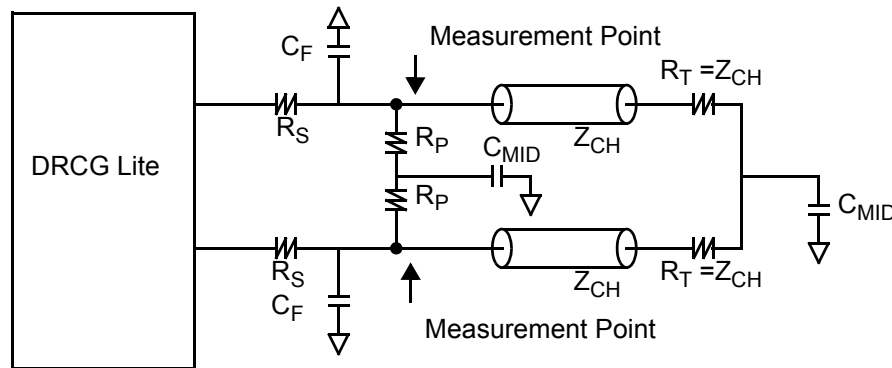 C_F
Measurement Point
R_T =Z_CH
R_S
Z_CH
R_P
C_MID
DRCG Lite
R_P
C_MID
R_S
Z_CH
R_T =Z_CH
C_F
Measurement Point